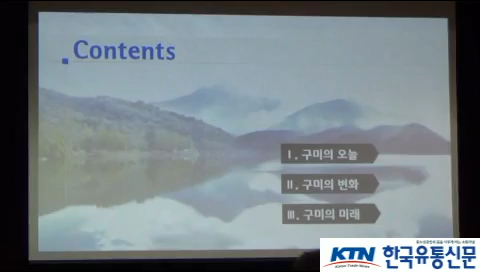 Contents
Ⅰ. 구미의 오늘
Ⅱ. 구미의 변화
Ⅲ. 구미의 미래
KTN 한국유통신문